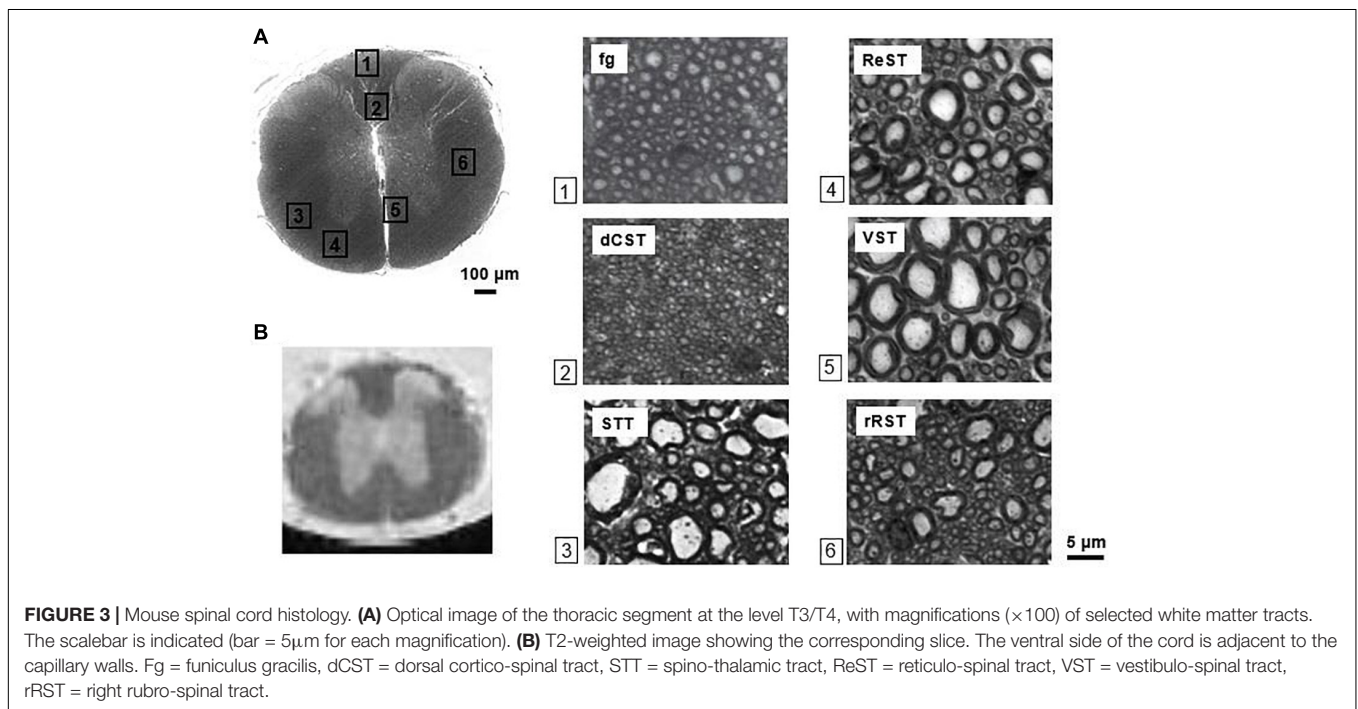 A
1
2
3
4
5
6
100 µm
B
fg
1
dCST
2
STT
3
ReST
4
VST
5
rRST
6
5 µm
FIGURE 3 | Mouse spinal cord histology. (A) Optical image of the thoracic segment at the level T3/T4, with magnifications (×100) of selected white matter tracts.
The scalebar is indicated (bar = 5µm for each magnification). (B) T2-weighted image showing the corresponding slice. The ventral side of the cord is adjacent to the
capillary walls. Fg = funiculus gracilis, dCST = dorsal cortico-spinal tract, STT = spino-thalamic tract, ReST = reticulo-spinal tract, VST = vestibulo-spinal tract,
rRST = right rubro-spinal tract.